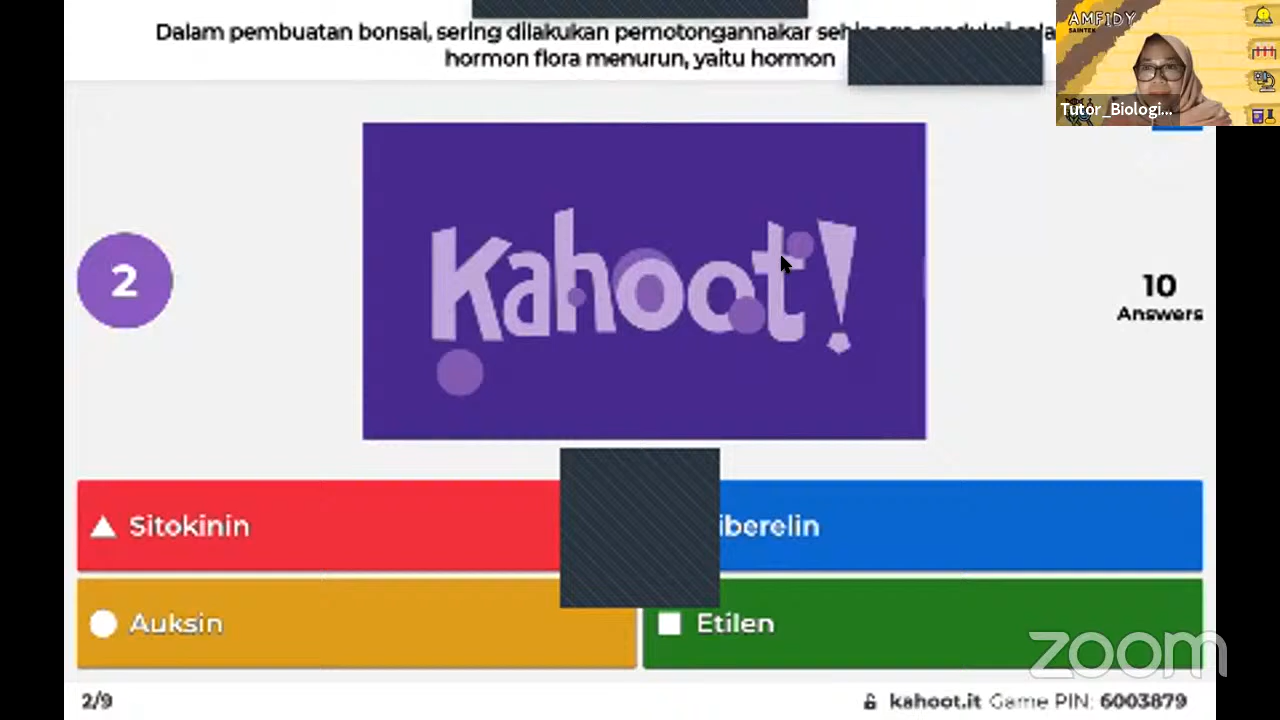 Dalam pembuatan bonsai, sering dilakukan pemotongannakar
hormon flora menurun, yaitu hormon
AMFIDY
SAINTEK
Tutor_Biologi...
Kahoot!
2
10
Answers
Sitokinin
iberelin
Auksin
Etilen
zoom
2/9
kahoot.it Game PIN: 6003879